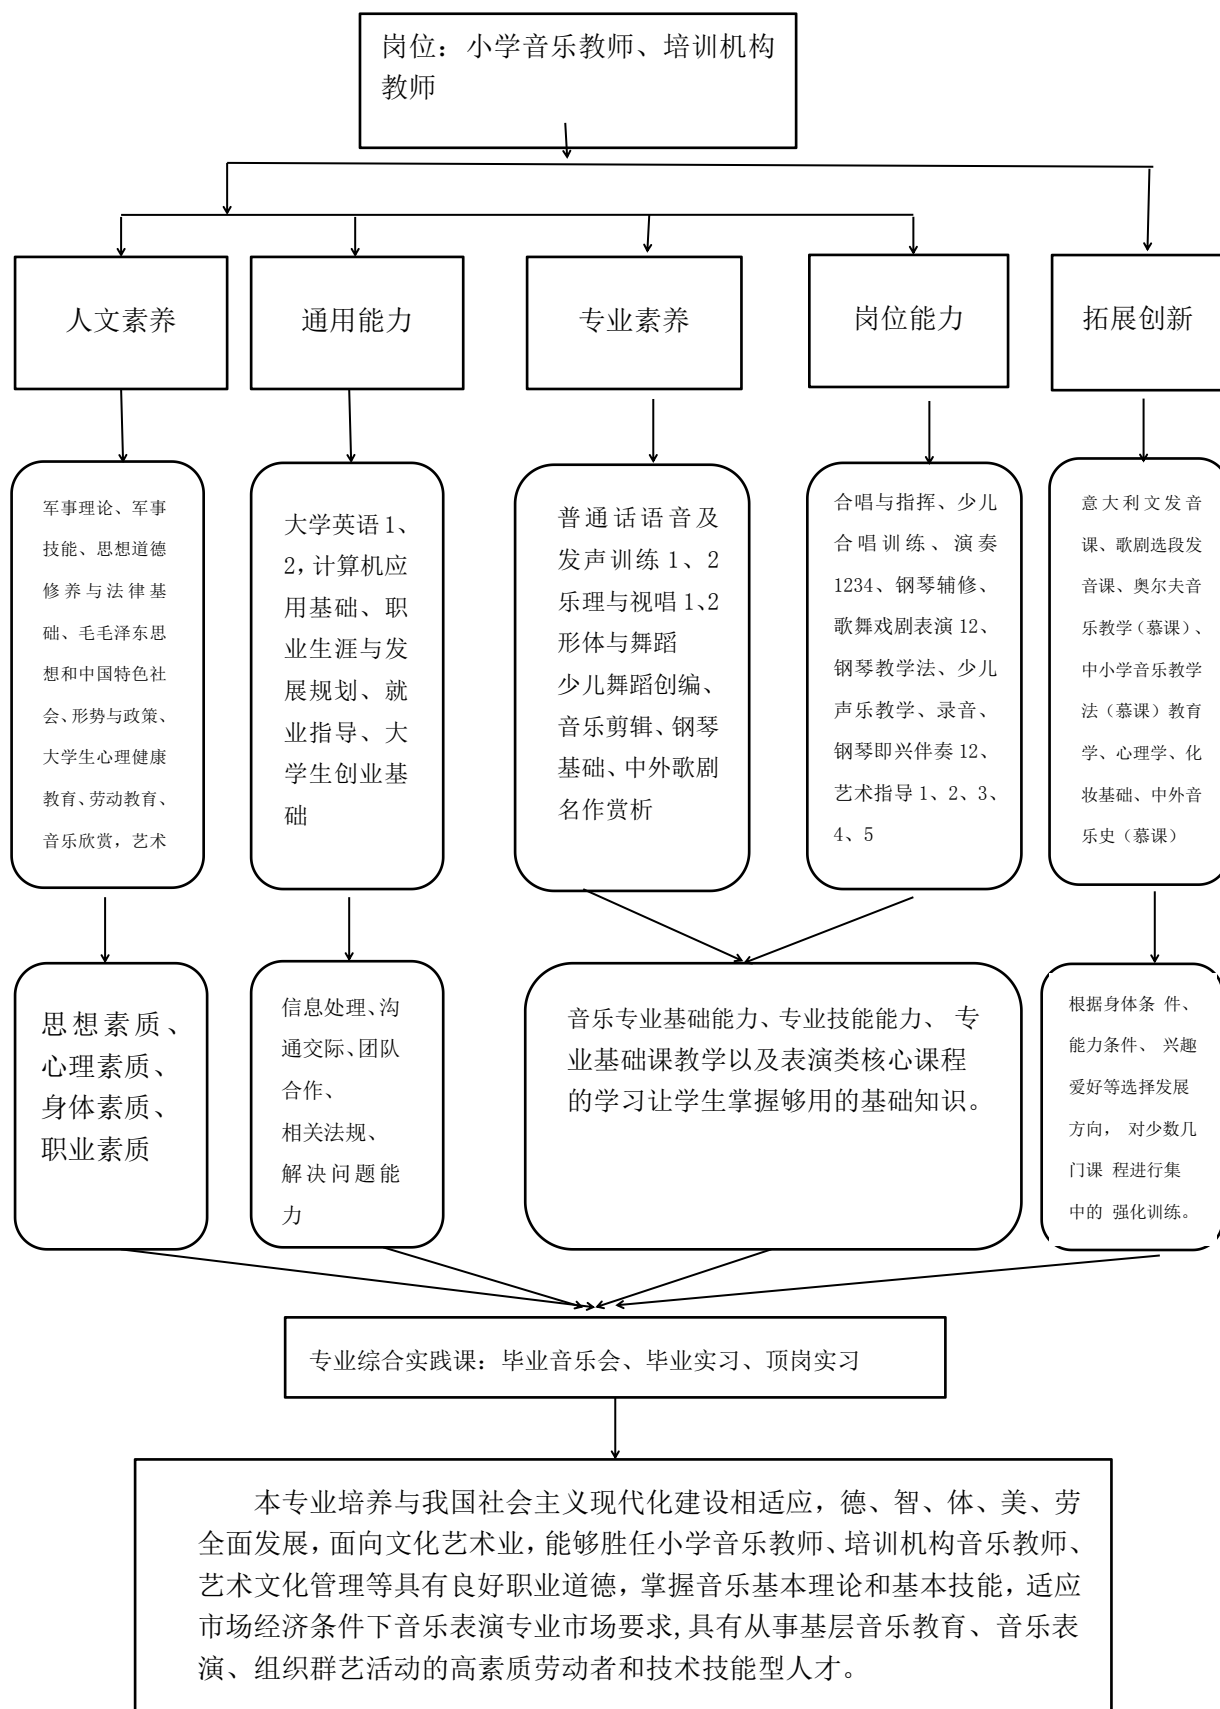 岗位：小学音乐教师、培训机构
教师
人文素养
通用能力
专业素养
岗位能力
拓展创新
军事理论、军事
技能、思想道德
修养与法律基
础、毛毛泽东思
想和中国特色社
会、形势与政策、
大学生心理健康
教育、劳动教育、
音乐欣赏，艺术
大学英语1、
2，计算机应
用基础、职
业生涯与发
展规划、就
业指导、大
学生创业基
础
普通话语音及
发声训练1、2
乐理与视唱1、2
形体与舞蹈
少儿舞蹈创编、
音乐剪辑、钢琴
基础、中外歌剧
名作赏析
合唱与指挥、少儿
合唱训练、演奏
1234、钢琴辅修、
歌舞戏剧表演12、
钢琴教学法、少儿
声乐教学、录音、
钢琴即兴伴奏12、
艺术指导1、2、3、
4、5
意大利文发音
课、歌剧选段发
音课、奥尔夫音
乐教学（慕课）、
中小学音乐教学
法（慕课）教育
学、心理学、化
妆基础、中外音
乐史（慕课）
思想素质、
心理素质、
身体素质、
职业素质
信息处理、沟
通交际、团队
合作、
相关法规、
解决问题能
力
音乐专业基础能力、专业技能能力、 专
业基础课教学以及表演类核心课程
的学习让学生掌握够用的基础知识。
根据身体条 件、
能力条件、 兴趣
爱好等选择发展
方向， 对少数几
门课 程进行集
中的 强化训练。
专业综合实践课：毕业音乐会、毕业实习、顶岗实习
本专业培养与我国社会主义现代化建设相适应，德、智、体、美、劳
全面发展，面向文化艺术业，能够胜任小学音乐教师、培训机构音乐教师、
艺术文化管理等具有良好职业道德，掌握音乐基本理论和基本技能，适应
市场经济条件下音乐表演专业市场要求,具有从事基层音乐教育、音乐表
演、组织群艺活动的高素质劳动者和技术技能型人才。